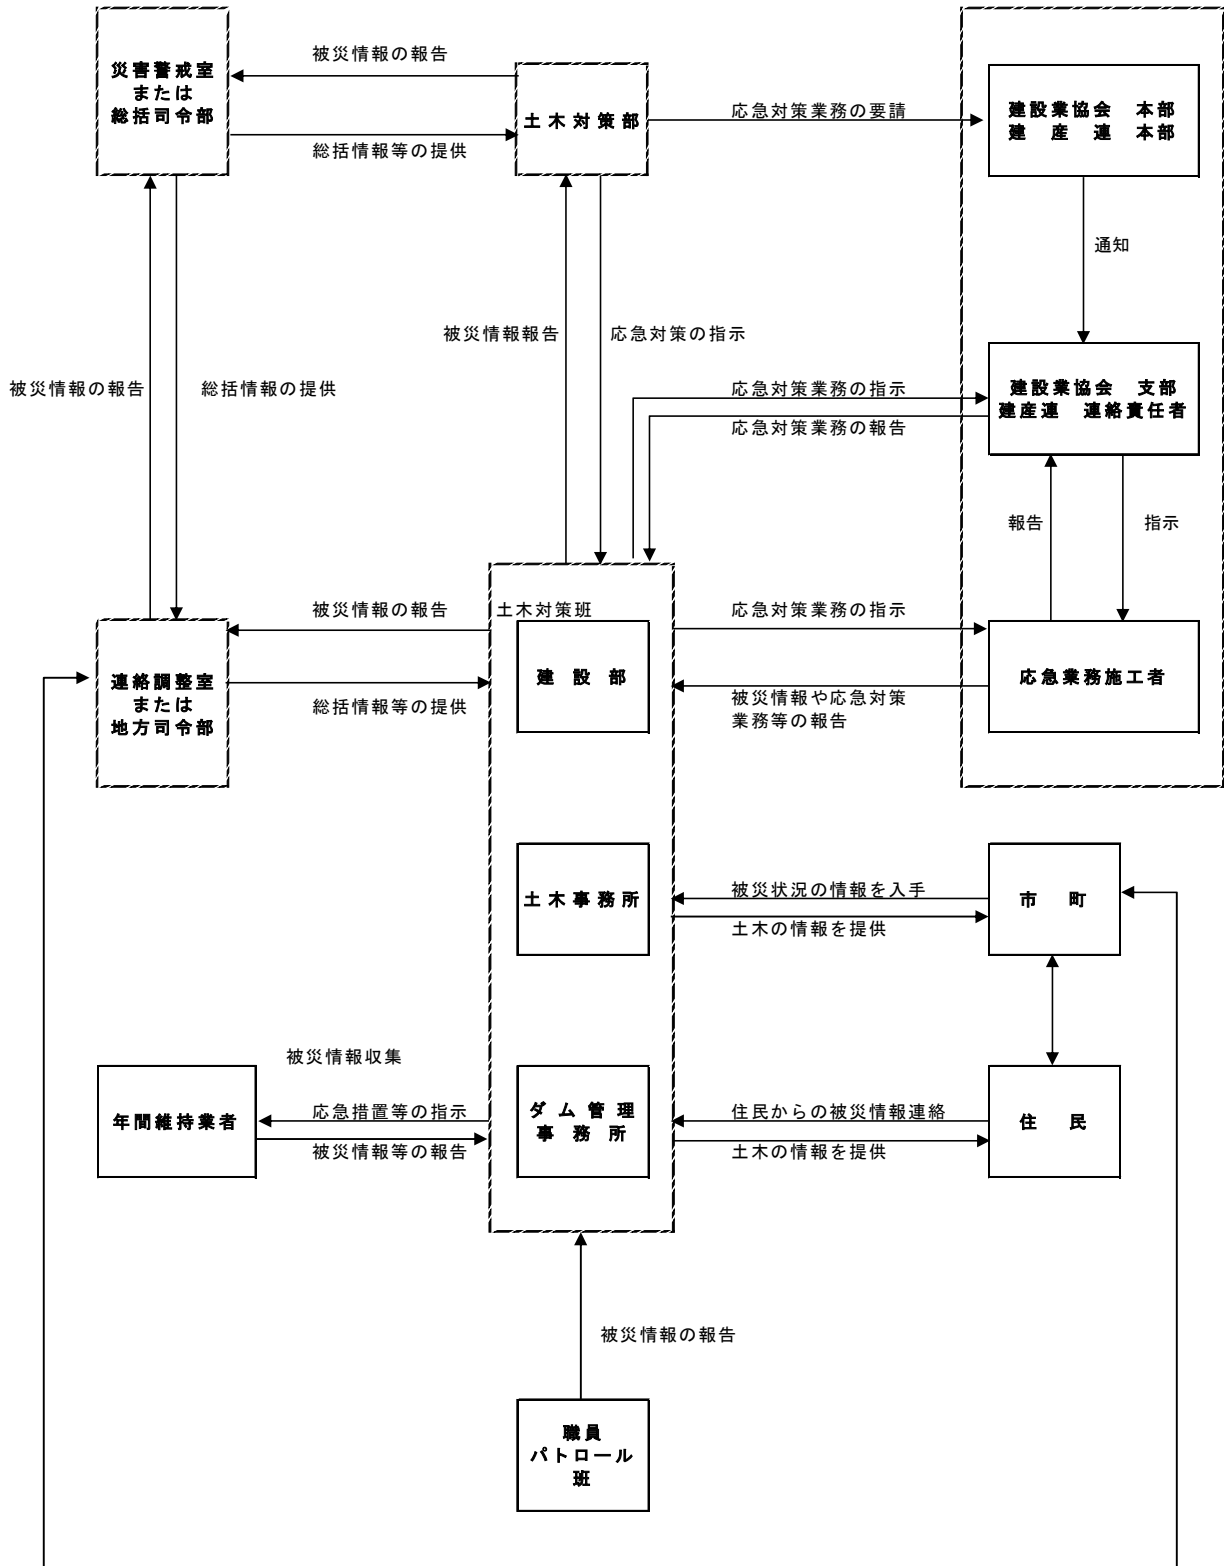 被災情報の報告
災害警戒室
または
総括司令部
土木対策部
応急対策業務の要請
建設業協会　本部
建　産　連　本部
総括情報等の提供
通知
被災情報報告
応急対策の指示
被災情報の報告
総括情報の提供
応急対策業務の指示
応急対策業務の報告
建設業協会　支部
建産連　連絡責任者
報告
指示
被災情報の報告
土木対策班
応急対策業務の指示
連絡調整室
または
地方司令部
総括情報等の提供
建　設　部
被災情報や応急対策
業務等の報告
応急業務施工者
土木事務所
被災状況の情報を入手
土木の情報を提供
市　町
被災情報収集
年間維持業者
応急措置等の指示
被災情報等の報告
ダム管理
事　務　所
住民からの被災情報連絡
土木の情報を提供
住　民
被災情報の報告
職員
パトロール
班